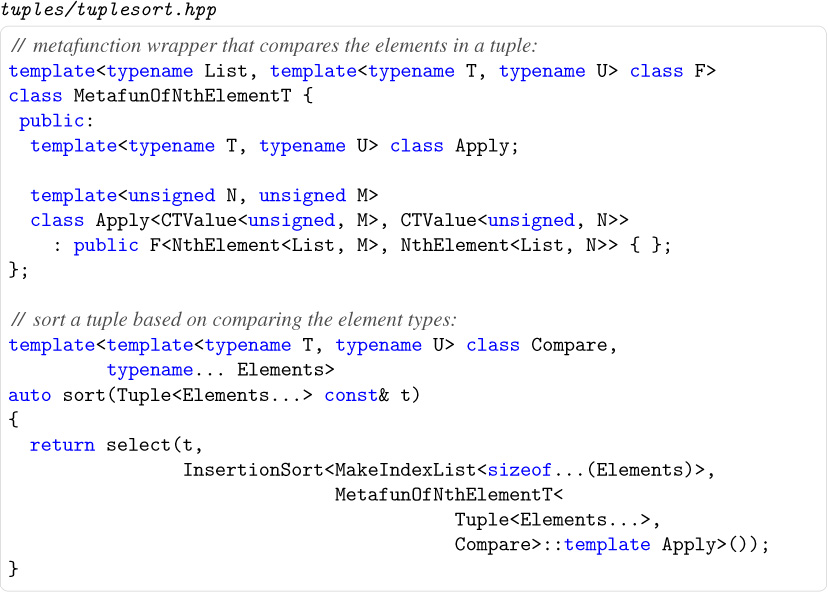 tuples/tuplesort.hpp
// metafunction wrapper that compares the elements in a tuple:
template<typename List, template<typename T, typename U> class F>
class MetafunOfNthElementT {
 public:
  template<typename T, typename U> class Apply;

  template<unsigned N, unsigned M>
  class Apply<CTValue<unsigned, M>, CTValue<unsigned, N>>
    : public F<NthElement<List, M>, NthElement<List, N>> { };
};

// sort a tuple based on comparing the element types:
template<template<typename T, typename U> class Compare,
         typename... Elements>
auto sort(Tuple<Elements...> const& t)
{
  return select(t,
                InsertionSort<MakeIndexList<sizeof...(Elements)>,
                              MetafunOfNthElementT<
                                         Tuple<Elements...>,
                                         Compare>::template Apply>());
}